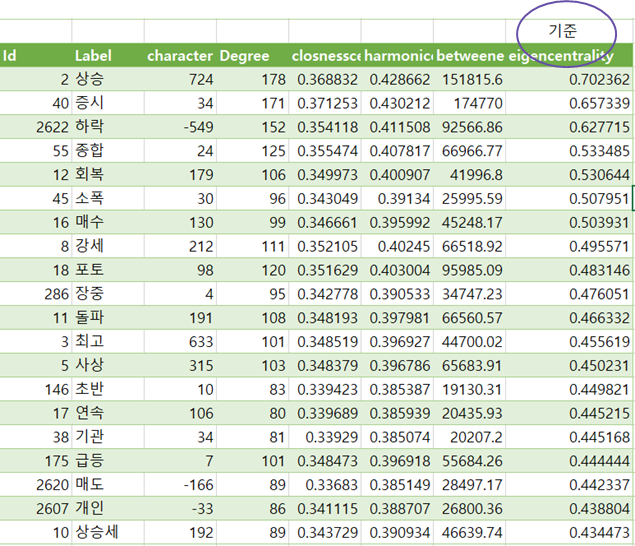 기준
Id Label character Degree closnessce harmonicc betweene eigencentrality
2 상승 724 178 0.368832 0.428662 151815.6 0.702362
40 증시 34 171 0.371253 0.430212 174770 0.657339
2622 하락 -549 152 0.354118 0.411508 92566.86 0.627715
55 종합 24 125 0.355474 0.407817 66966.77 0.533485
12 회복 179 106 0.349973 0.400907 41996.8 0.530644
45 소폭 30 96 0.343049 0.39134 25995.59 0.507951
16 매수 130 99 0.346661 0.395992 45248.17 0.503931
8 강세 212 111 0.352105 0.40245 66518.92 0.495571
18 포토 98 120 0.351629 0.403004 95985.09 0.483146
286 장중 4 95 0.342778 0.390533 34747.23 0.476051
11 돌파 191 108 0.348193 0.397981 66560.57 0.466332
3 최고 633 101 0.348519 0.396927 44700.02 0.455619
5 사상 315 103 0.348379 0.396786 65683.91 0.450231
146 초반 10 83 0.339423 0.385387 19130.31 0.449821
17 연속 106 80 0.339689 0.385939 20435.93 0.445215
38 기관 34 81 0.33929 0.385074 20207.2 0.445168
175 급등 7 101 0.348473 0.396918 55684.26 0.444444
2620 매도 -166 89 0.33683 0.385149 28497.17 0.442337
2607 개인 -33 86 0.341115 0.388707 26800.36 0.438804
10 상승세 192 89 0.343729 0.390934 46639.74 0.434473